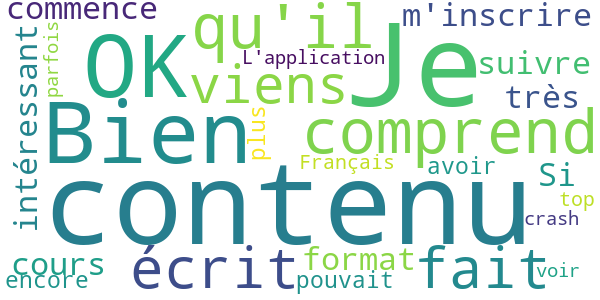 commence
qu'il
m'inscrire
OK
Je
L'application
parfois
viens
suivre
très
intéressant
Bien
plus
comprend
Français
avoir
Si
contenu
top
crash
écrit
fait
format
cours
voir
encore
pouvait